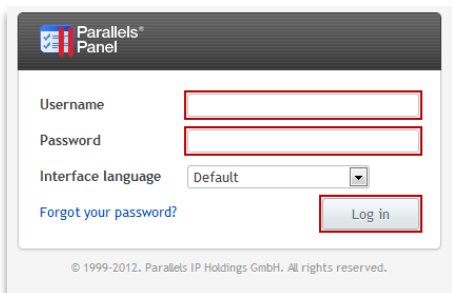 Parallels®
Panel
Username
Password
Interface language Default
Forgot your password? Log in
© 1999-2012. Parallels IP Holdings GmbH. All rights reserved.